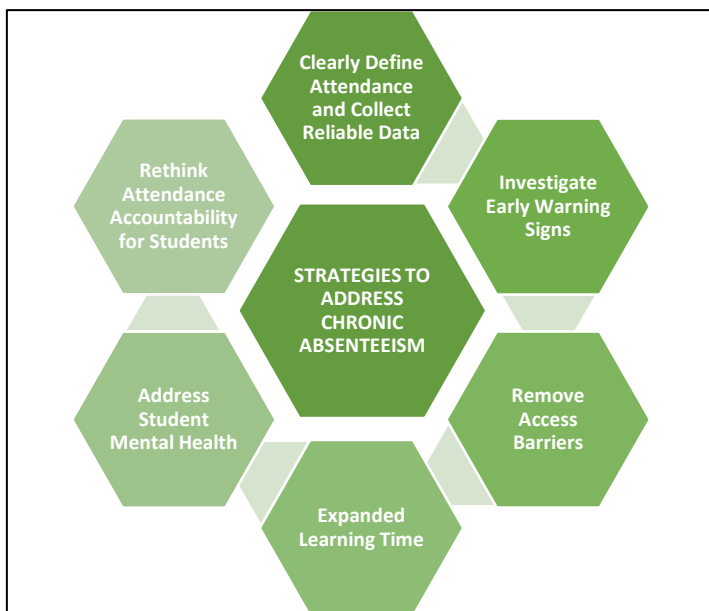 Clearly Define
Attendance
and Collect
Reliable Data
Investigate
Early Warning
Signs
Remove
Access
Barriers
Expanded
Learning Time
Address
Student
Mental Health
Rethink
Attendance
Accountability
for Students
STRATEGIES TO
ADDRESS
CHRONIC
ABSENTEEISM